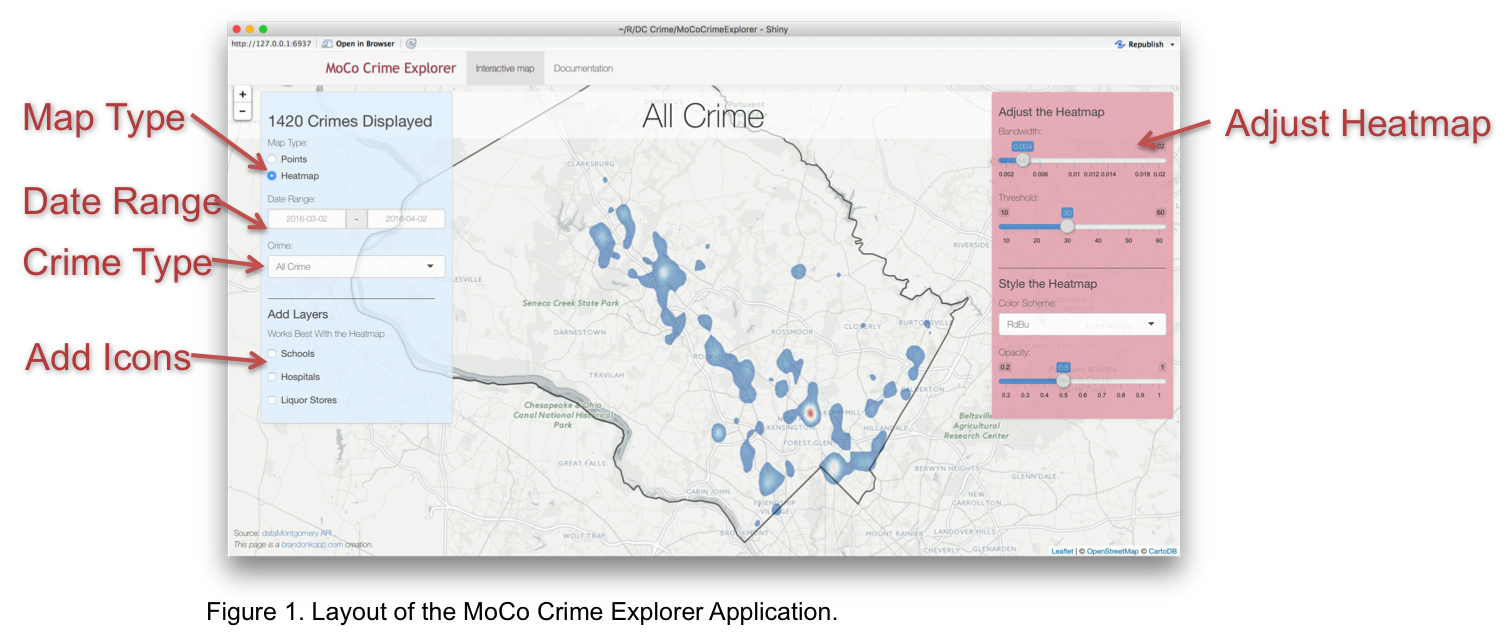 ~/R/DC Crime/MoCoCrimeExplorer - Shiny
http://127.0.0.1:6937 Open in Browser Republish
MoCo Crime Explorer Interactive map Documentation
Map Type
Date Range
Crime Type
Add Icons
+
−
1420 Crimes Displayed
Map Type:
Points
Heatmap
Date Range:
2016-03-02 - 2016-04-02
Crime:
All Crime
Add Layers
Works Best With the Heatmap
Schools
Hospitals
Liquor Stores
All Crime
Patuxent
CLARKSBURG
RIVERSIDE
Seneca Creek State Park
DARNESTOWN
ROSSMOOR
CLOVERLY
BURTONSVILLE
ROCKVILLE
TRAVILAH
Chesapeake & Ohio
Canal National Historical
Park
KENSINGTON
FOREST GLEN
HILLANDALE
Beltsville
Agricultural
Research Center
GREAT FALLS
BERWYN HEIGHTS
GLENN DALE
CABIN JOHN
NEW
CARROLLTON
FRIENDSHIP
VILLAGE
WOLF TRAP
BROOKMONT
MOUNT RAINIER
LANDOVER HILLS
CHEVERLY
GLENARDEN
Adjust the Heatmap
Bandwidth:
0.004
0.002 0.006 0.01 0.012 0.014 0.018 0.02
Threshold:
10 30 60
10 20 30 40 50 60
Style the Heatmap
Color Scheme:
RdBu
Opacity:
0.2 0.5 1
0.2 0.3 0.4 0.5 0.6 0.7 0.8 0.9 1
Adjust Heatmap
Source: dataMontgomery API.
This page is a brandonkopp.com creation.
Leaflet | © OpenStreetMap © CartoDB
Figure 1. Layout of the MoCo Crime Explorer Application.